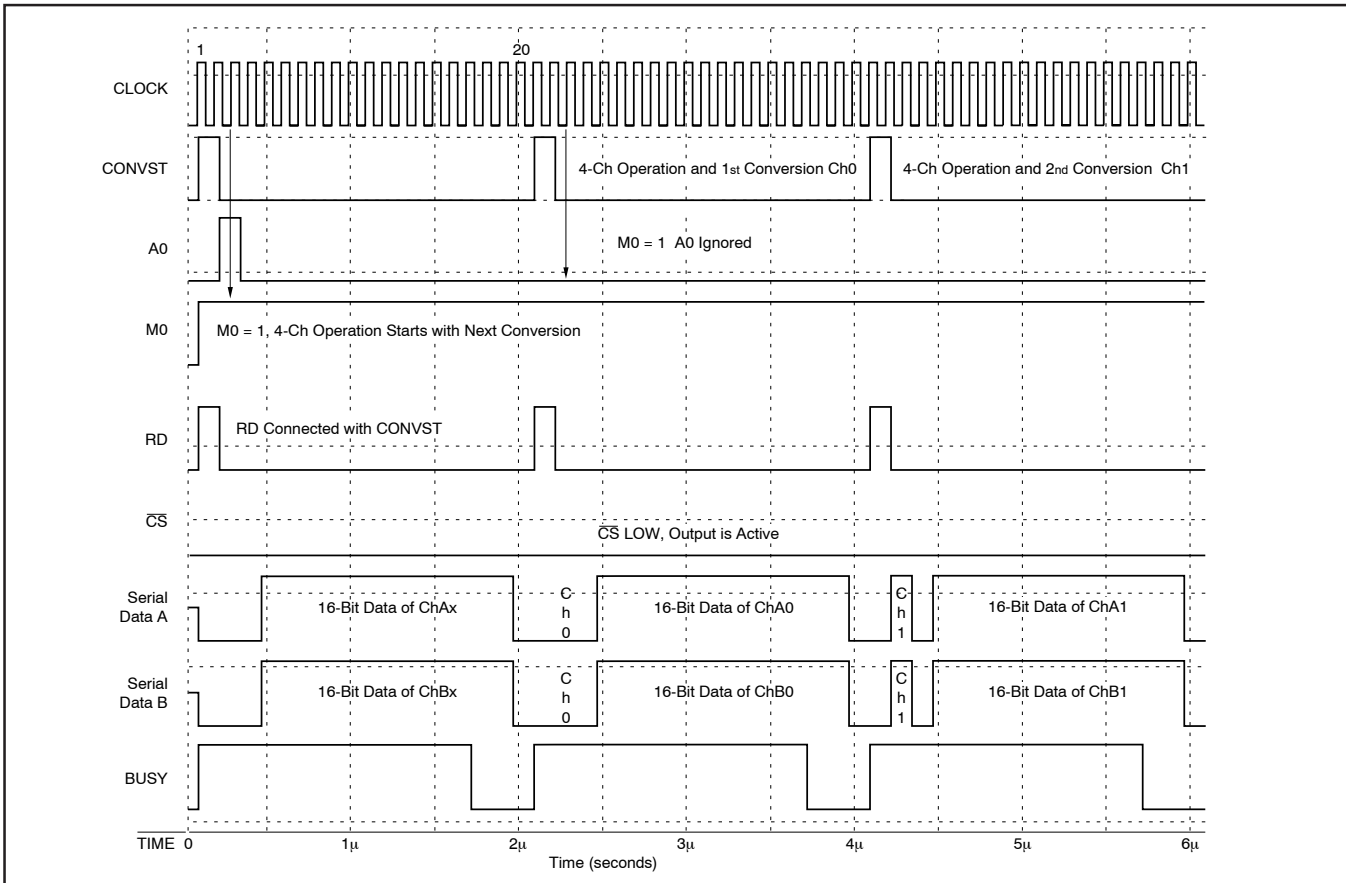 1 20
CLOCK
CONVST
4-Ch Operation and 1st Conversion Ch0
4-Ch Operation and 2nd Conversion Ch1
A0
M0 = 1 A0 Ignored
M0
M0 = 1, 4-Ch Operation Starts with Next Conversion
RD
RD Connected with CONVST
CS
CS LOW, Output is Active
Serial
Data A
16-Bit Data of ChAx
C
h
0
16-Bit Data of ChA0
C
h
1
16-Bit Data of ChA1
Serial
Data B
16-Bit Data of ChBx
C
h
0
16-Bit Data of ChB0
C
h
1
16-Bit Data of ChB1
BUSY
TIME 0 1μ 2μ 3μ 4μ 5μ 6μ
Time (seconds)